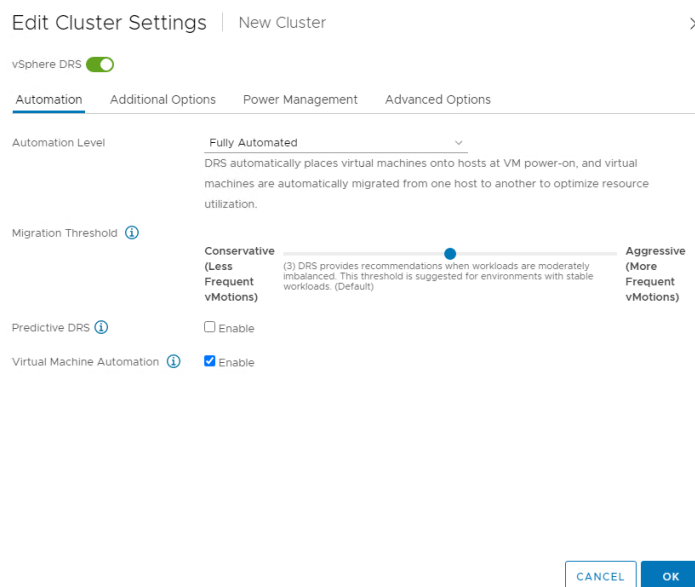 Edit Cluster Settings | New Cluster
vSphere DRS
Automation Additional Options Power Management Advanced Options
Automation Level Fully Automated
DRS automatically places virtual machines onto hosts at VM power-on, and virtual
machines are automatically migrated from one host to another to optimize resource
utilization.
Migration Threshold
Conservative
(Less
Frequent
vMotions)
(3) DRS provides recommendations when workloads are moderately
imbalanced. This threshold is suggested for environments with stable
workloads. (Default)
Aggressive
(More
Frequent
vMotions)
Predictive DRS Enable
Virtual Machine Automation Enable
CANCEL OK